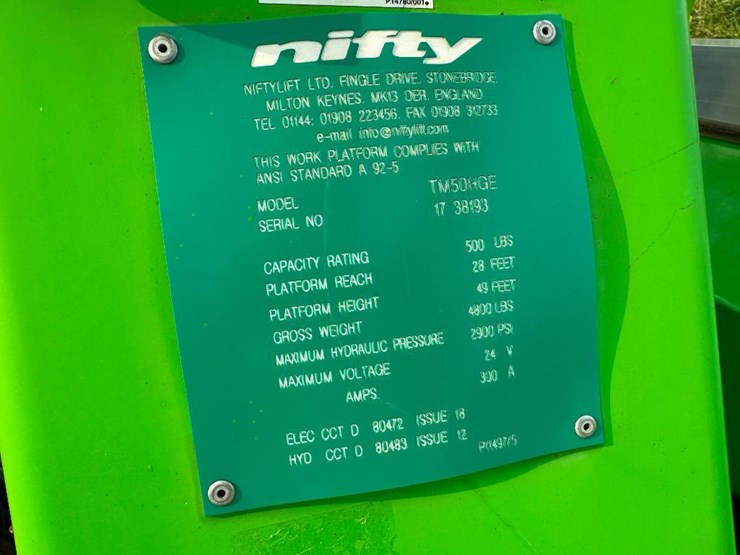 P14780/001
nifty
NIFTYLIFT LTD, FINGLE DRIVE, STONEBRIDGE
MILTON KEYNES, MK13 OER, ENGLAND
TEL 01144: 01908 223456, FAX 01908 312733
e-mail info@niftylift.com
THIS WORK PLATFORM COMPLIES WITH
ANSI STANDARD A 92-5
MODEL TM50HGE
SERIAL NO 17 38193
CAPACITY RATING 500 LBS
PLATFORM REACH 28 FEET
PLATFORM HEIGHT 49 FEET
GROSS WEIGHT 4800 LBS
MAXIMUM HYDRAULIC PRESSURE 2900 PSI
MAXIMUM VOLTAGE 24 V
AMPS 300 A
ELEC CCT D 80472 ISSUE 18
HYD CCT D 80483 ISSUE 12